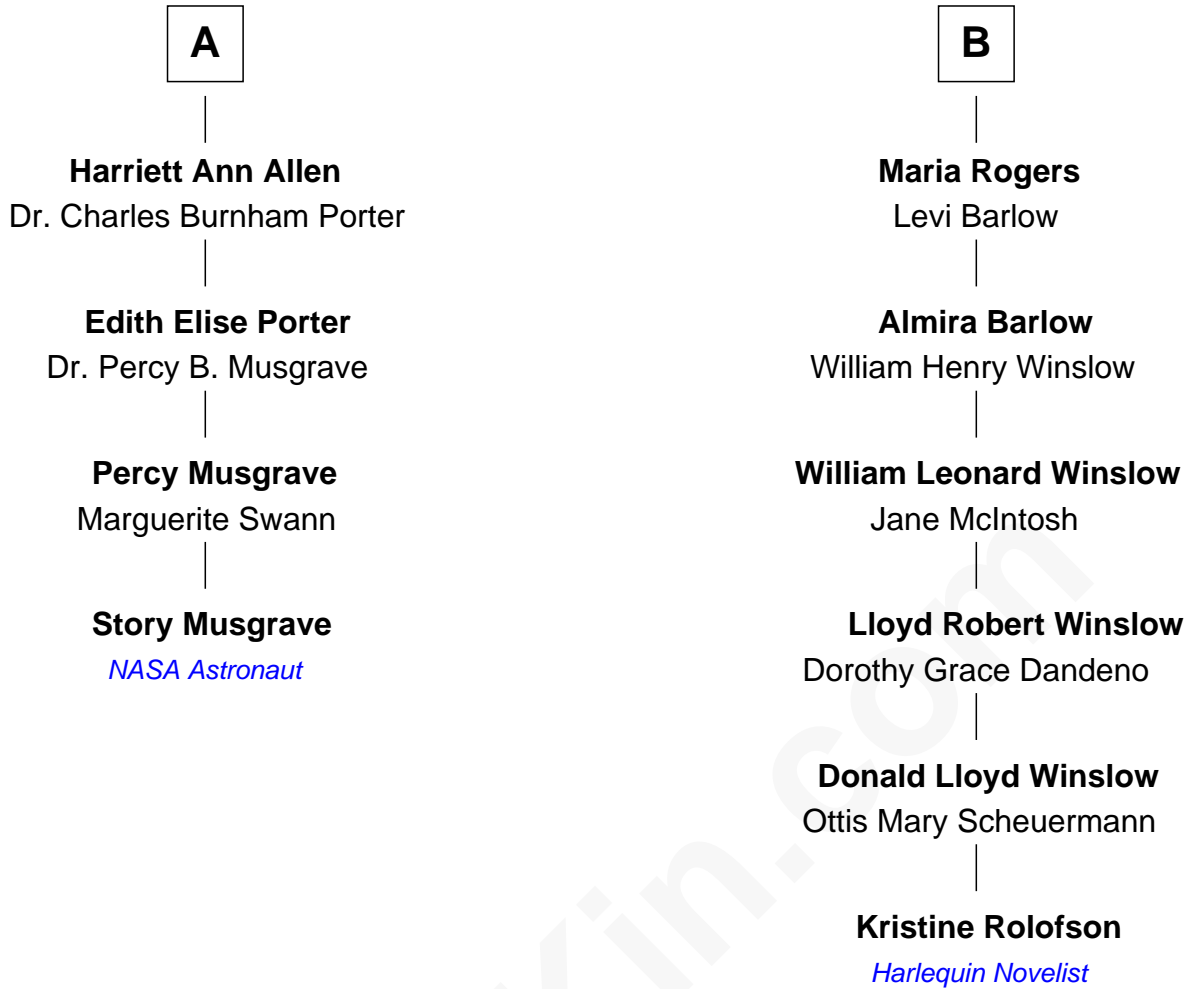 A
Harriett Ann Allen
Dr. Charles Burnham Porter
Edith Elise Porter
Dr. Percy B. Musgrave
Percy Musgrave
Marguerite Swann
Story Musgrave
NASA Astronaut
B
Maria Rogers
Levi Barlow
Almira Barlow
William Henry Winslow
William Leonard Winslow
Jane McIntosh
Lloyd Robert Winslow
Dorothy Grace Dandeno
Donald Lloyd Winslow
Ottis Mary Scheuermann
Kristine Rolofson
Harlequin Novelist
Kin.com